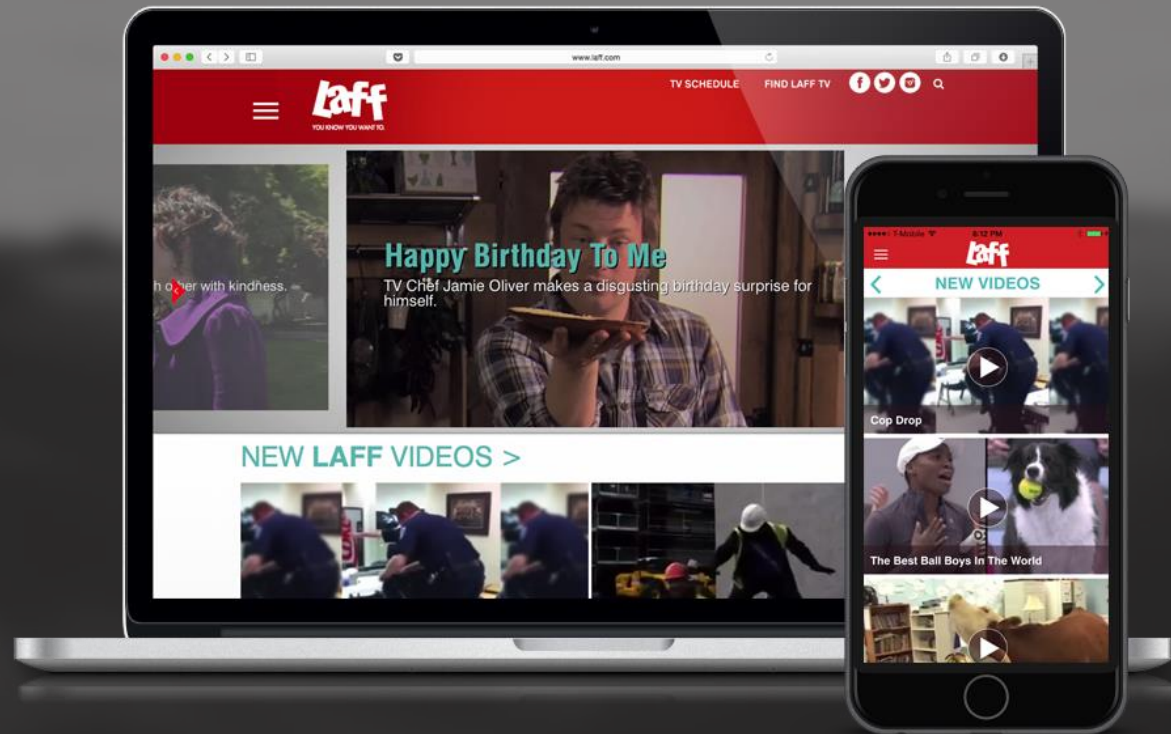 www.laff.com
TV SCHEDULE FIND LAFF TV
Laff
YOU KNOW YOU WANT TO.
Happy Birthday To Me
TV Chef Jamie Oliver makes a disgusting birthday surprise for
himself.
with kindness.
NEW LAFF VIDEOS >
T-Mobile 6:12 PM
Laff
NEW VIDEOS
Cop Drop
The Best Ball Boys In The World